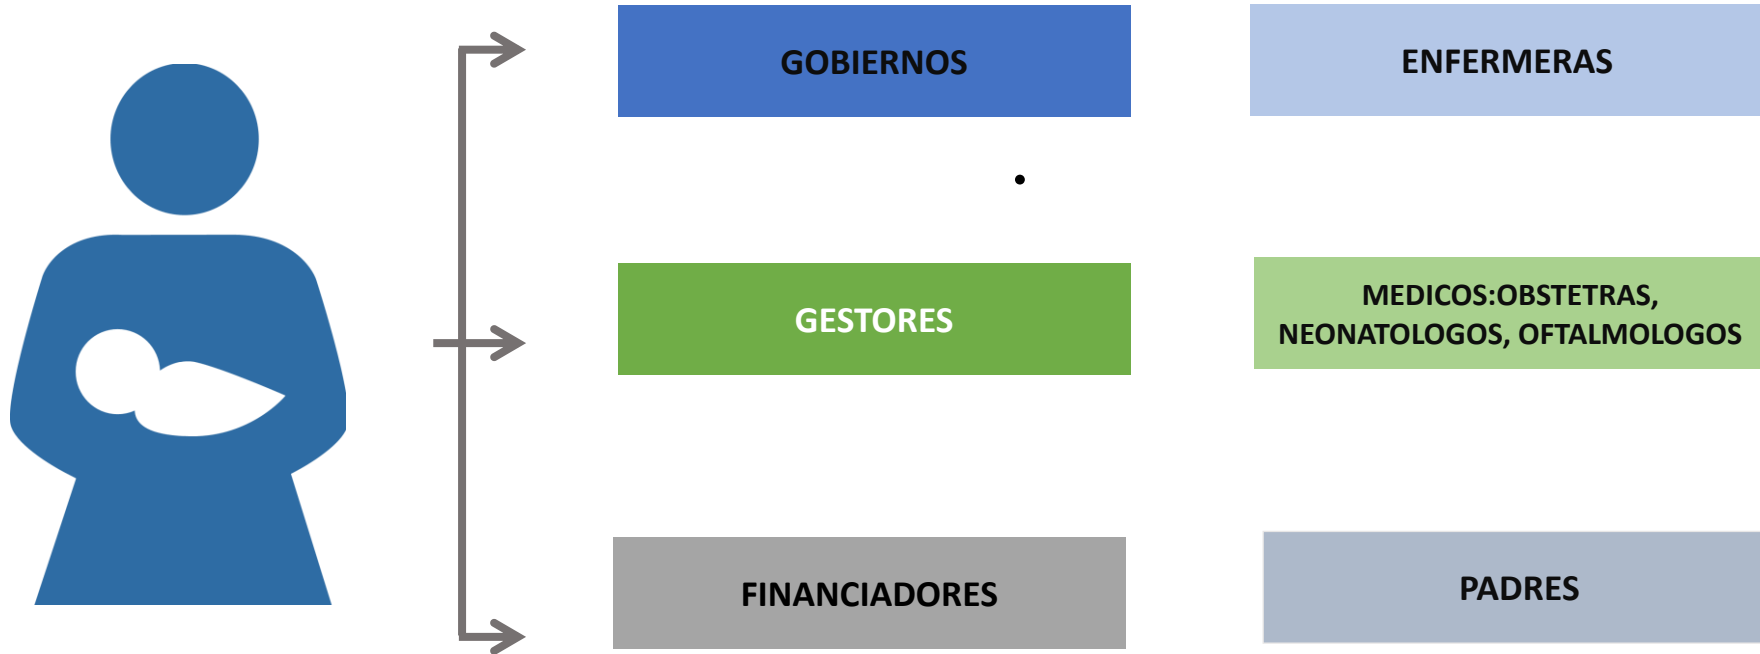 GOBIERNOS
ENFERMERAS
GESTORES
MEDICOS:OBSTETRAS,
NEONATOLOGOS, OFTALMOLOGOS
FINANCIADORES
PADRES